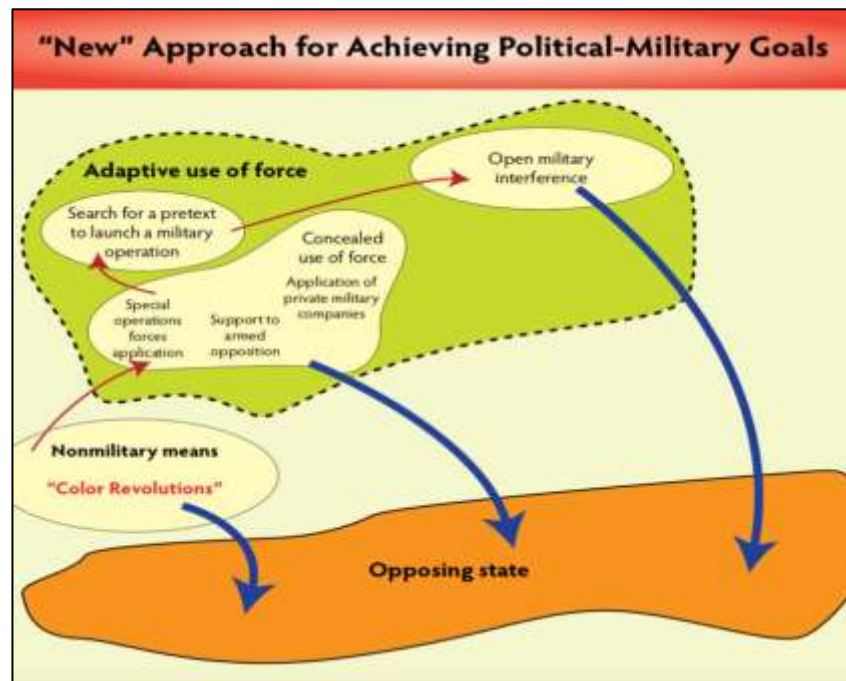 "New" Approach for Achieving Political-Military Goals
Adaptive use of force
Open military
interference
Search for a pretext
to launch a military
operation
Concealed
use of force
Application of
private military
companies
Special
operations
forces
application
Support to
armed
opposition
Nonmilitary means
"Color Revolutions"
Opposing state